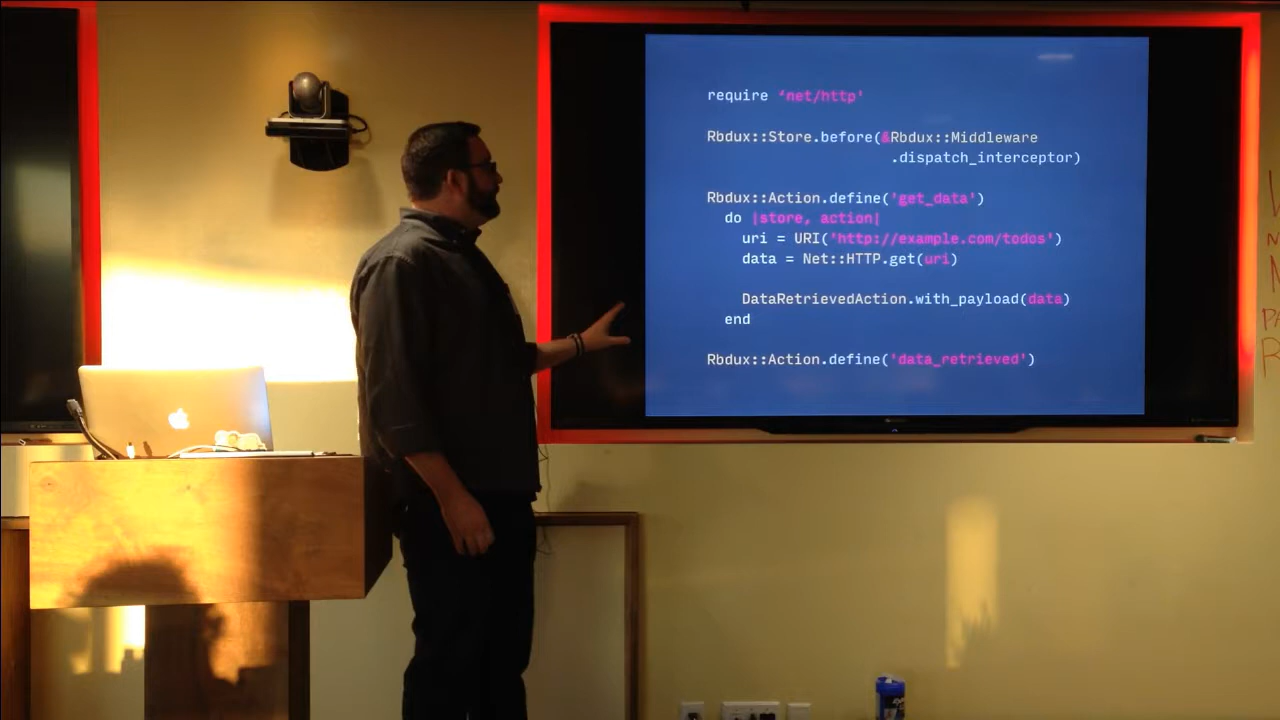 require ‘net/http'
Rbdux::Store.before(&Rbdux::Middleware
.dispatch_interceptor)
Rbdux::Action.define('get_data')
do |store, action|
uri = URI('http://example.com/todos')
data = Net::HTTP.get(uri)
DataRetrievedAction.with_payload(data)
end
Rbdux::Action.define('data_retrieved')